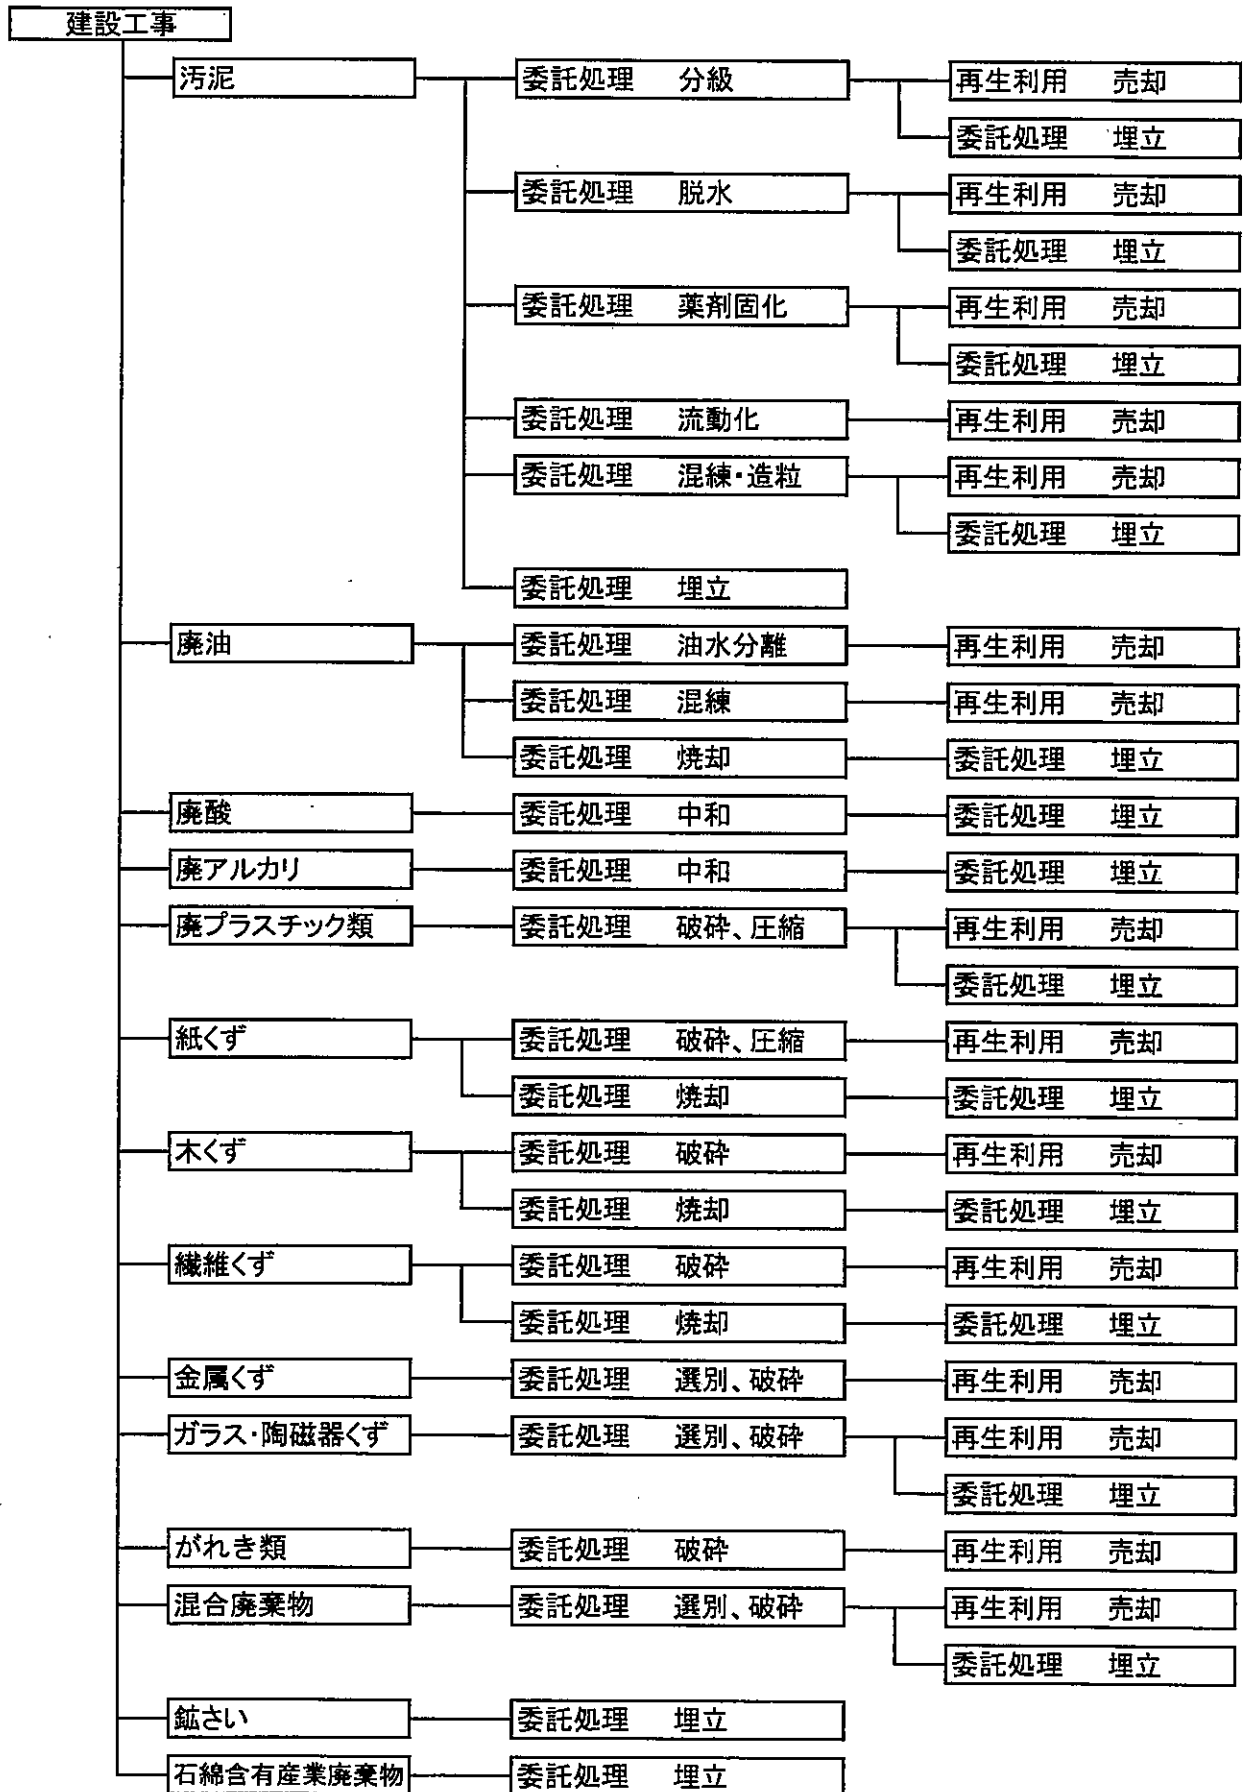 建設工事
汚泥 委託処理 分級 再生利用 売却
委託処理 埋立
委託処理 脱水 再生利用 売却
委託処理 埋立
委託処理 薬剤固化 再生利用 売却
委託処理 埋立
委託処理 流動化 再生利用 売却
委託処理 混練・造粒 再生利用 売却
委託処理 埋立
委託処理 埋立
廃油 委託処理 油水分離 再生利用 売却
委託処理 混練 再生利用 売却
委託処理 焼却 委託処理 埋立
廃酸 委託処理 中和 委託処理 埋立
廃アルカリ 委託処理 中和 委託処理 埋立
廃プラスチック類 委託処理 破砕、圧縮 再生利用 売却
委託処理 埋立
紙くず 委託処理 破砕、圧縮 再生利用 売却
委託処理 焼却 委託処理 埋立
木くず 委託処理 破砕 再生利用 売却
委託処理 焼却 委託処理 埋立
繊維くず 委託処理 破砕 再生利用 売却
委託処理 焼却 委託処理 埋立
金属くず 委託処理 選別、破砕 再生利用 売却
ガラス・陶磁器くず 委託処理 選別、破砕 再生利用 売却
委託処理 埋立
がれき類 委託処理 破砕 再生利用 売却
混合廃棄物 委託処理 選別、破砕 再生利用 売却
委託処理 埋立
鉱さい 委託処理 埋立
石綿含有産業廃棄物 委託処理 埋立